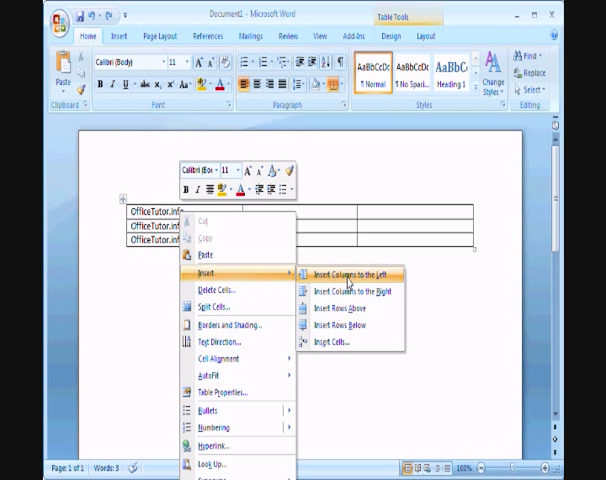 Document1 - Microsoft Word
Table Tools
Home Insert Page Layout References Mailings Review View Add-Ins Design Layout
Calibri (Body) 11
AaBbCcDc AaBbCcDc AaBbC
Paste
¶ Normal ¶ No Spaci... Heading 1
Change Styles
Find
Replace
Select
Clipboard Font Paragraph Styles Editing
Calibri (Bo 11
OfficeTutor.info
OfficeTutor.i
OfficeTutor.i
Cut
Copy
Paste
Insert
Delete Cells...
Split Cells...
Borders and Shading...
Text Direction...
Cell Alignment
AutoFit
Table Properties...
Bullets
Numbering
Hyperlink...
Look Up...
Insert Columns to the Left
Insert Columns to the Right
Insert Rows Above
Insert Rows Below
Insert Cells...
Page: 1 of 1 Words: 3 100%